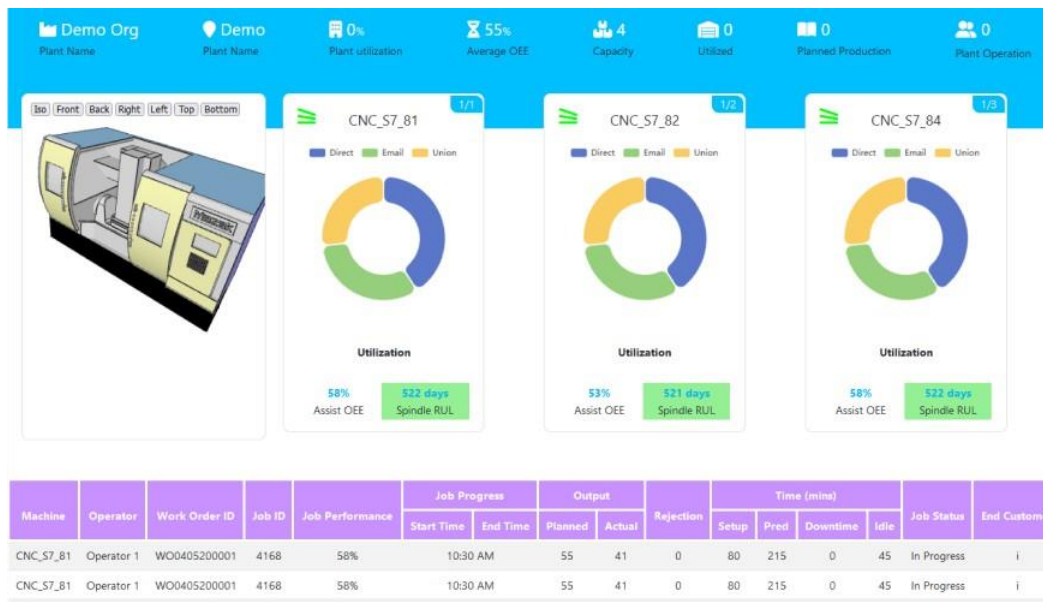 Demo Org
Plant Name
Demo
Plant Name
0%
Plant utilization
55%
Average OEE
4
Capacity
0
Utilized
0
Planned Production
0
Plant Operation
Iso Front Back Right Left Top Bottom
1/1
CNC_S7_81
Direct Email Union
Utilization
58%
Assist OEE
522 days
Spindle RUL
1/2
CNC_S7_82
Direct Email Union
Utilization
53%
Assist OEE
521 days
Spindle RUL
1/3
CNC_S7_84
Direct Email Union
Utilization
58%
Assist OEE
522 days
Spindle RUL
Job Progress Output Time (mins)
Machine Operator Work Order ID Job ID Job Performance Rejection Job Status End Custom
Start Time End Time Planned Actual Setup Pred Downtime Idle
CNC_S7_81 Operator 1 WO0405200001 4168 58% 10:30 AM 55 41 0 80 215 0 45 In Progress i
CNC_S7_81 Operator 1 WO0405200001 4168 58% 10:30 AM 55 41 0 80 215 0 45 In Progress i